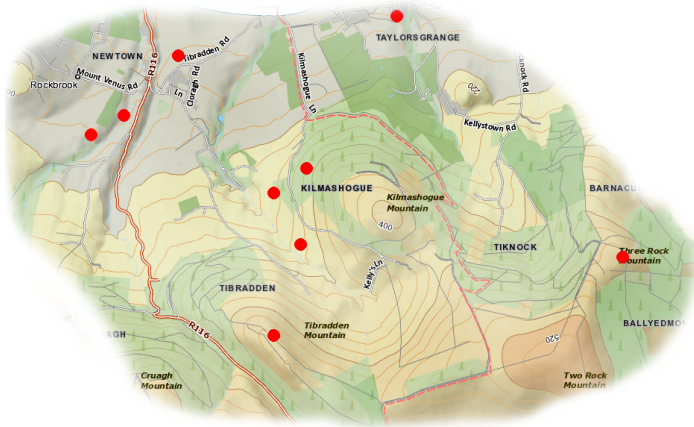 TAYLORSGRANGE
NEWTOWN
Tibradden Rd
R116
Kilmashogue Ln
Mount Venus Rd
Cloragh Rd
Rockbrook
Ln
220
Kellystown Rd
KILMASHOGUE
Kilmashogue
Mountain
BARNACU
400
TIKNOCK
Three Rock
Mountain
Kelly's Ln
TIBRADDEN
R116
Tibradden
Mountain
BALLYEDMO
520
AGH
Cruagh
Mountain
Two Rock
Mountain